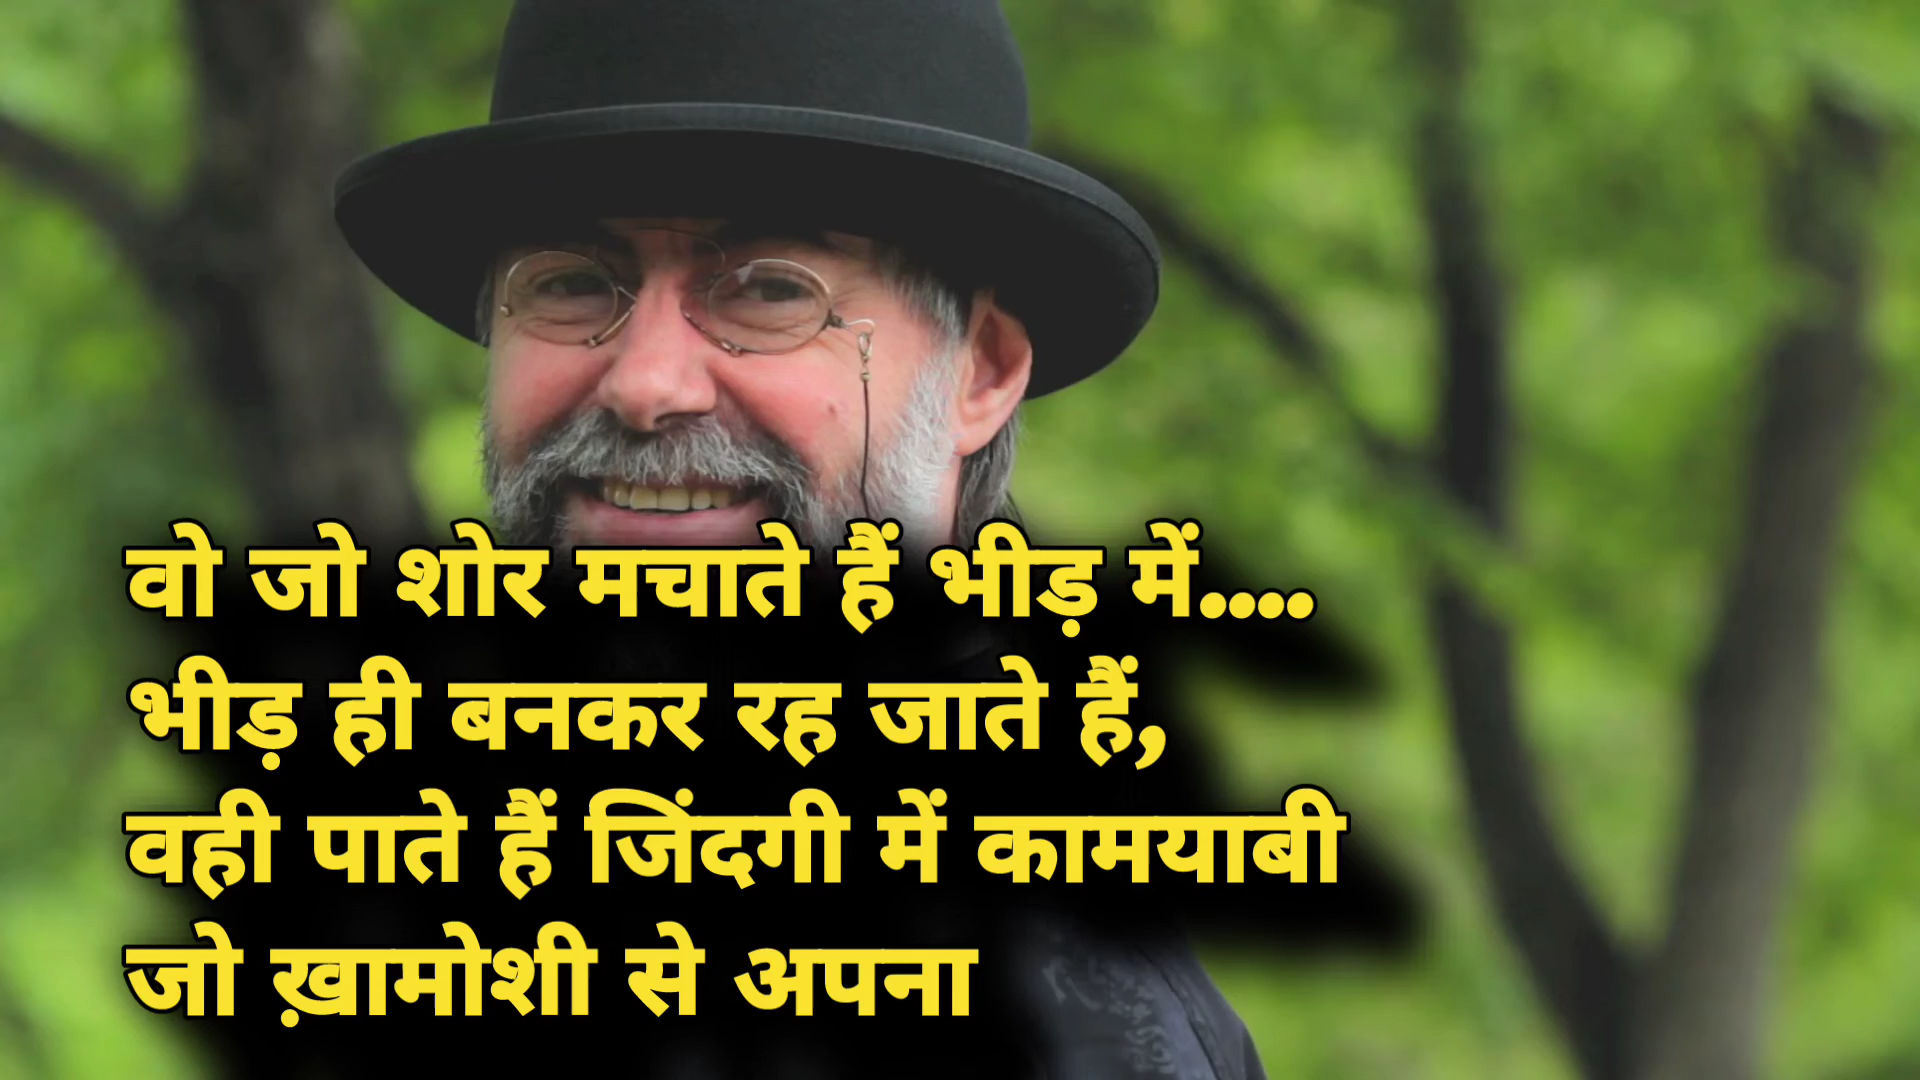 वो जो शोर मचाते हैं भीड़ में....
भीड़ ही बनकर रह जाते हैं,
वही पाते हैं जिंदगी में कामयाबी
जो ख़ामोशी से अपना